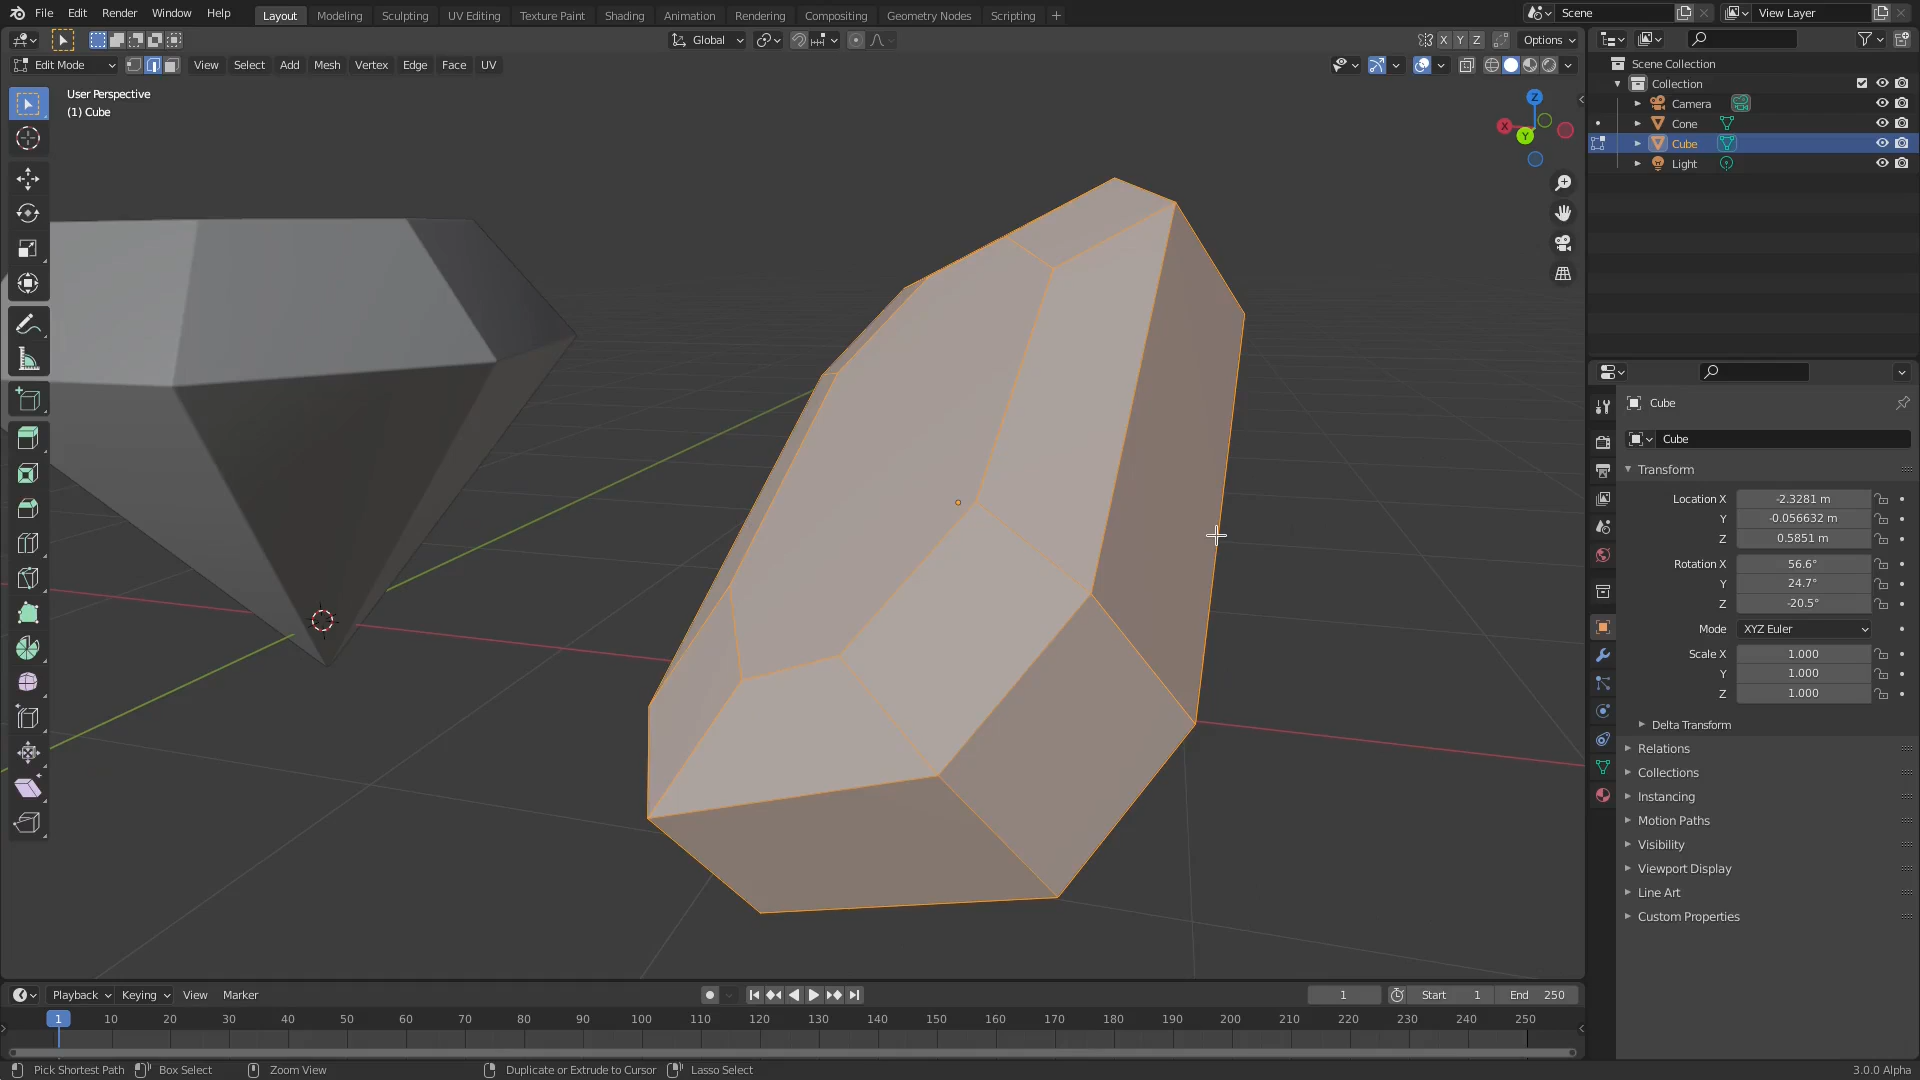 File Edit Render Window Help Layout Modeling Sculpting UV Editing Texture Paint Shading Animation Rendering Compositing Geometry Nodes Scripting + Scene View Layer
Global X Y Z Options
Edit Mode View Select Add Mesh Vertex Edge Face UV
User Perspective
(1) Cube
Z
X
Y
Scene Collection
Collection
Camera
Cone
Cube
Light
Cube
Cube
Transform
Location X -2.3281 m
Y -0.056632 m
Z 0.5851 m
Rotation X 56.6°
Y 24.7°
Z -20.5°
Mode XYZ Euler
Scale X 1.000
Y 1.000
Z 1.000
Delta Transform
Relations
Collections
Instancing
Motion Paths
Visibility
Viewport Display
Line Art
Custom Properties
Playback Keying View Marker 1 Start 1 End 250
1 10 20 30 40 50 60 70 80 90 100 110 120 130 140 150 160 170 180 190 200 210 220 230 240 250
Pick Shortest Path Box Select Zoom View Duplicate or Extrude to Cursor Lasso Select 3.0.0 Alpha